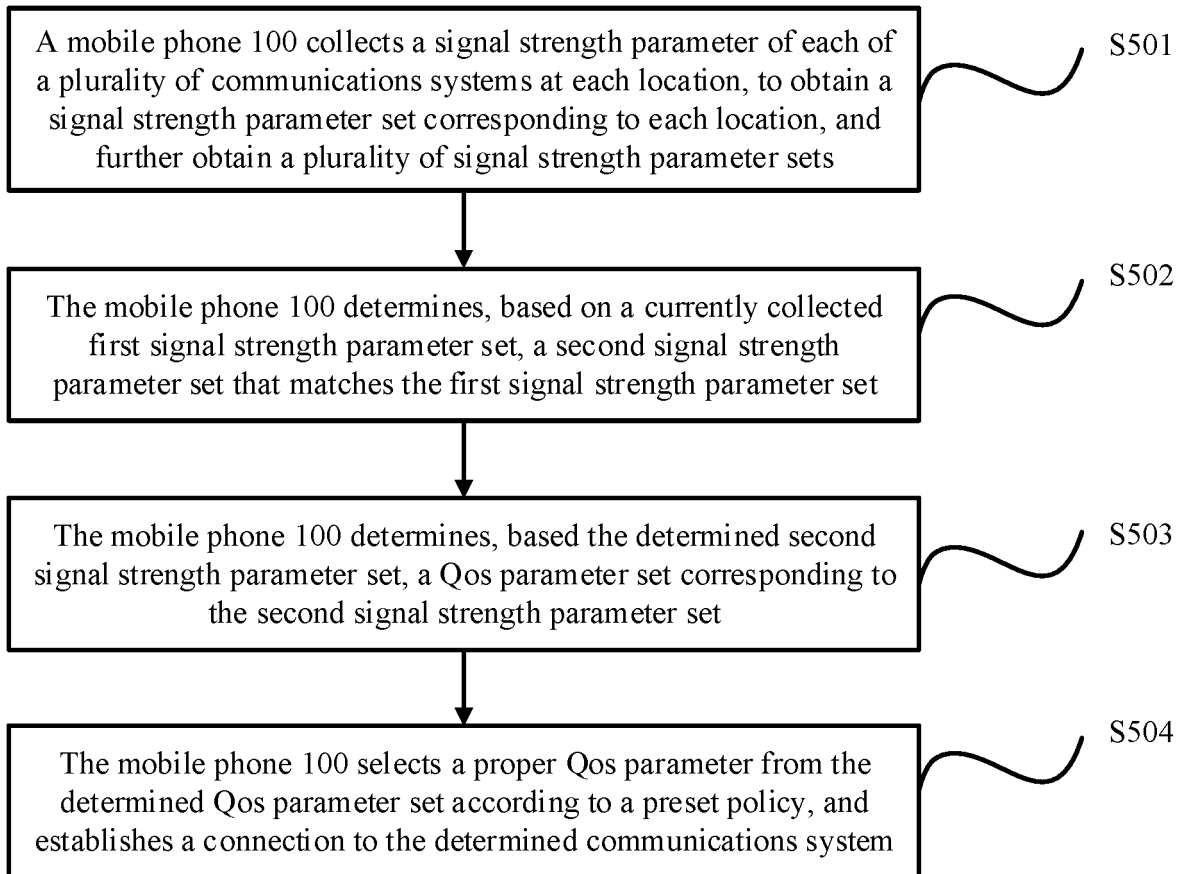 A mobile phone 100 collects a signal strength parameter of each of
a plurality of communications systems at each location, to obtain a
signal strength parameter set corresponding to each location, and
further obtain a plurality of signal strength parameter sets
S501
The mobile phone 100 determines, based on a currently collected
first signal strength parameter set, a second signal strength
parameter set that matches the first signal strength parameter set
S502
The mobile phone 100 determines, based the determined second
signal strength parameter set, a Qos parameter set corresponding to
the second signal strength parameter set
S503
The mobile phone 100 selects a proper Qos parameter from the
determined Qos parameter set according to a preset policy, and
establishes a connection to the determined communications system
S504